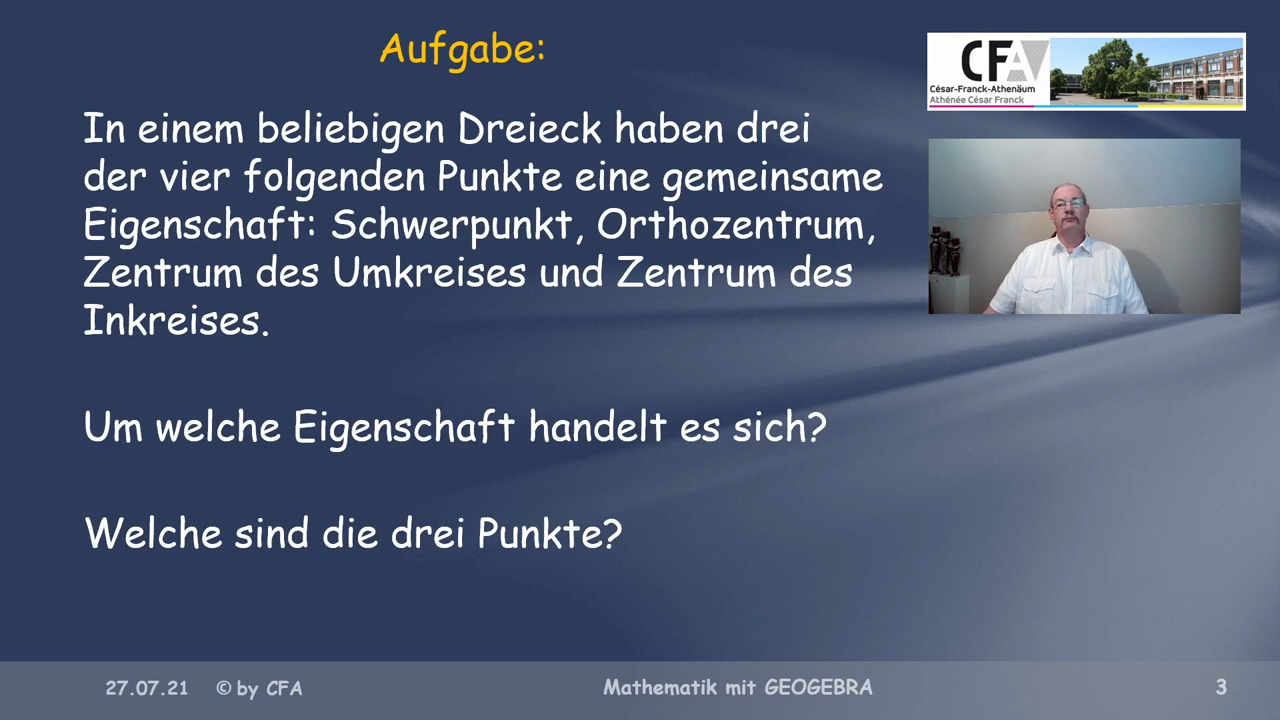 Aufgabe:
CFA
César-Franck-Athenäum
Athénée César Franck
In einem beliebigen Dreieck haben drei
der vier folgenden Punkte eine gemeinsame
Eigenschaft: Schwerpunkt, Orthozentrum,
Zentrum des Umkreises und Zentrum des
Inkreises.
Um welche Eigenschaft handelt es sich?
Welche sind die drei Punkte?
27.07.21 © by CFA Mathematik mit GEOGEBRA 3